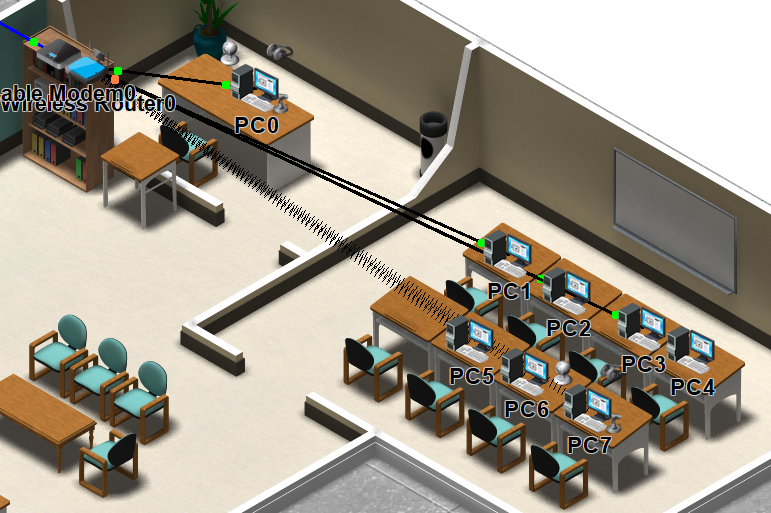 able Modem0
Wireless Router0
PC0
PC1
PC2
PC3
PC4
PC5
PC6
PC7